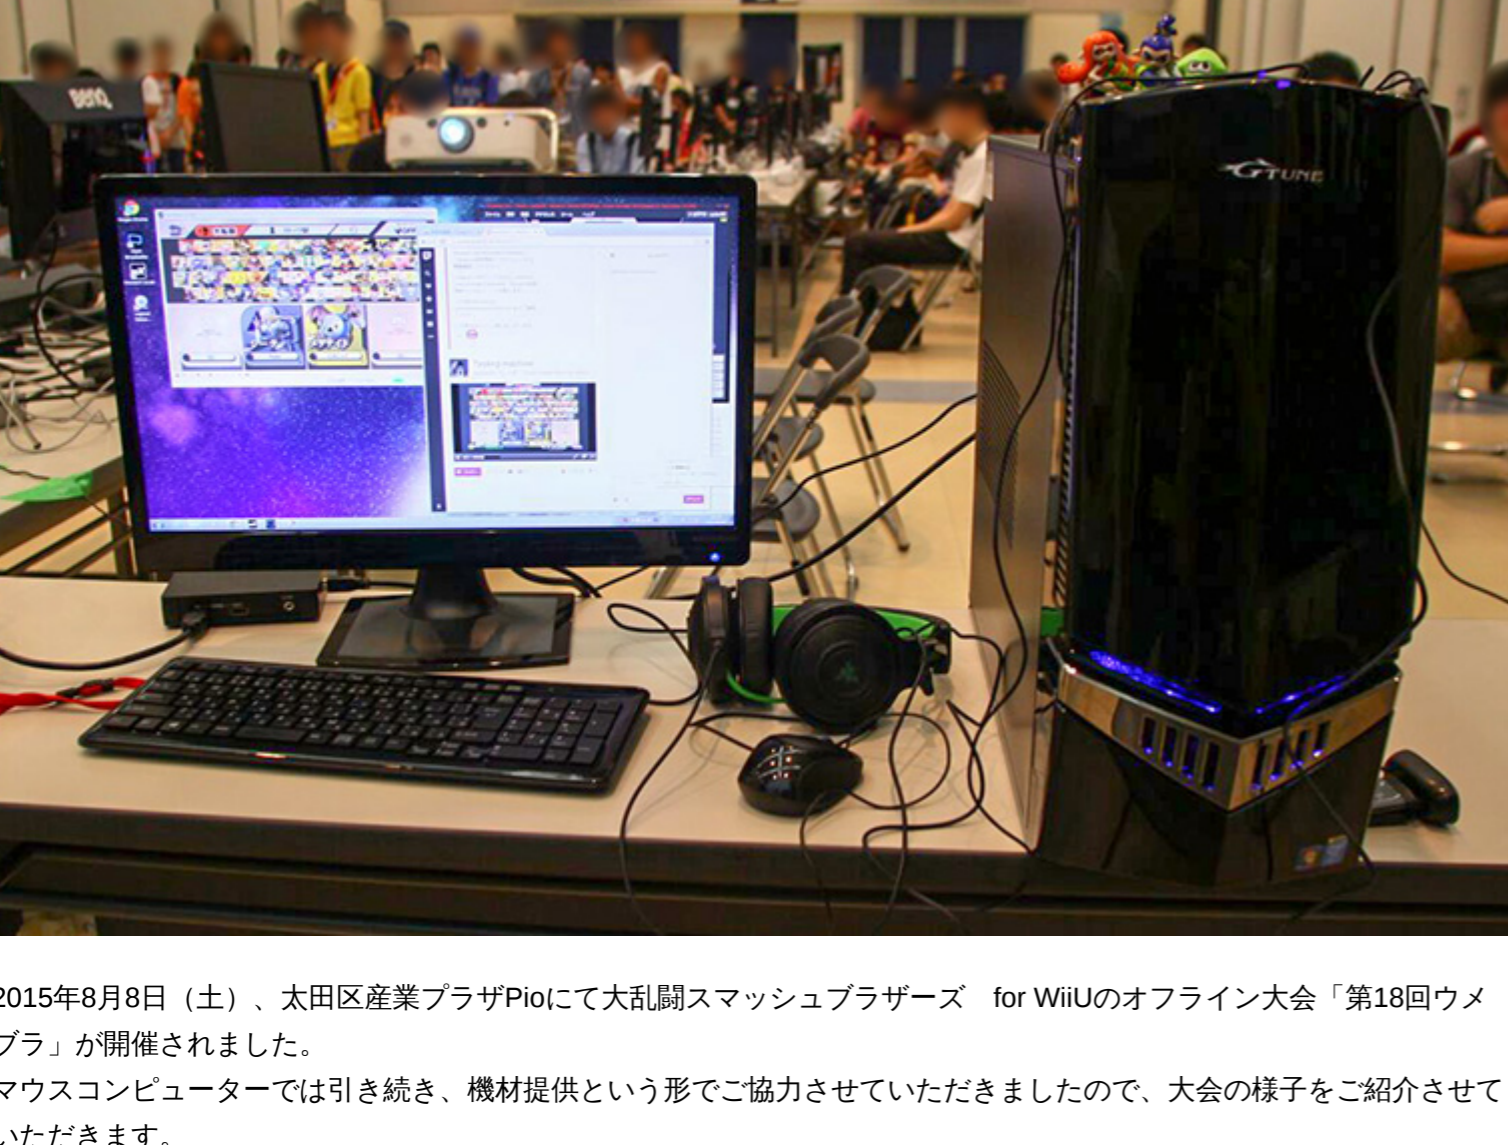 BenQ
G-TUNE
2015年8月8日（土）、太田区産業プラザPioにて大乱闘スマッシュブラザーズ　for WiiUのオフライン大会「第18回ウメ
ブラ」が開催されました。
マウスコンピューターでは引き続き、機材提供という形でご協力させていただきましたので、大会の様子をご紹介させて
いただきます。